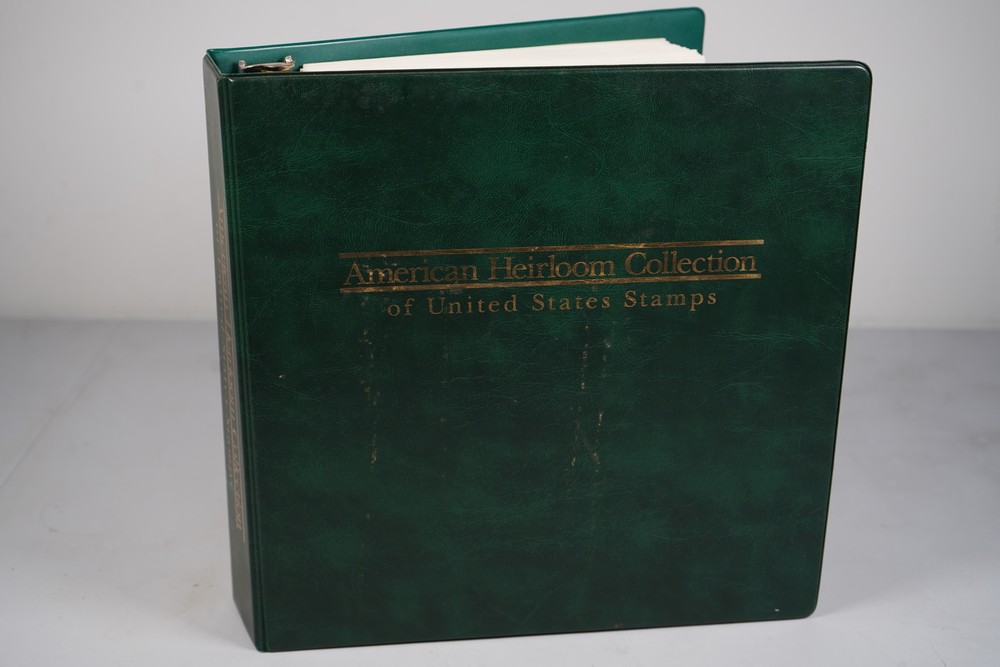 American Heirloom Collection
of United States Stamps